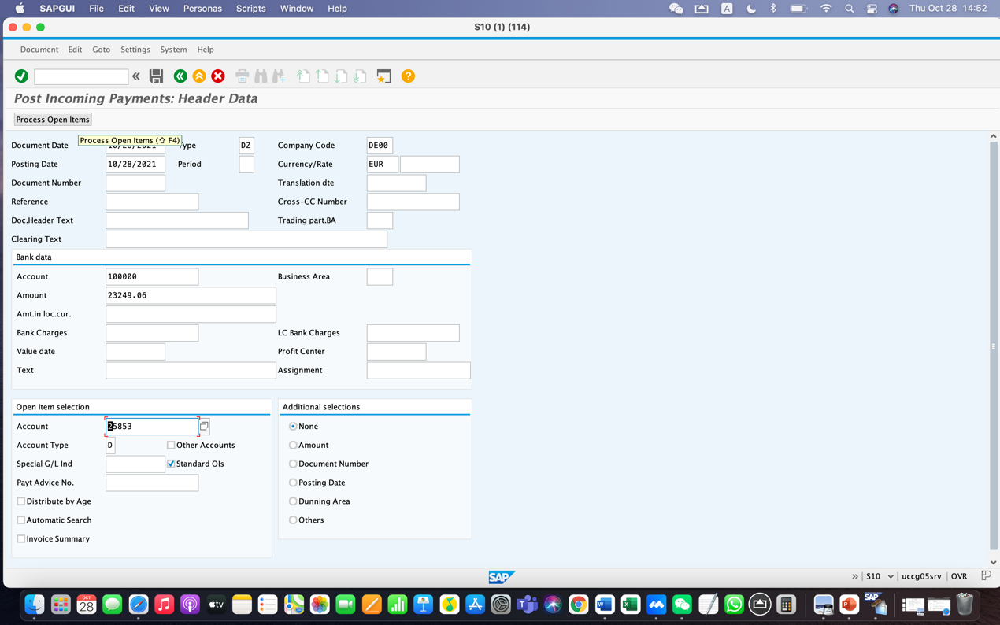 SAPGUI File Edit View Personas Scripts Window Help A Thu Oct 28 14:52
S10 (1) (114)
Document Edit Goto Settings System Help
Post Incoming Payments: Header Data
Process Open Items
Process Open Items (⇧ F4)
Document Date 10/28/2021 Type DZ Company Code DE00
Posting Date 10/28/2021 Period Currency/Rate EUR
Document Number Translation dte
Reference Cross-CC Number
Doc.Header Text Trading part.BA
Clearing Text
Bank data
Account 100000 Business Area
Amount 23249.06
Amt.in loc.cur.
Bank Charges LC Bank Charges
Value date Profit Center
Text Assignment
Open item selection Additional selections
Account 25853 None
Account Type D Other Accounts Amount
Special G/L Ind Standard OIs Document Number
Payt Advice No. Posting Date
Distribute by Age Dunning Area
Automatic Search Others
Invoice Summary
SAP S10 uccg05srv OVR
OCT
28
tv
SAP